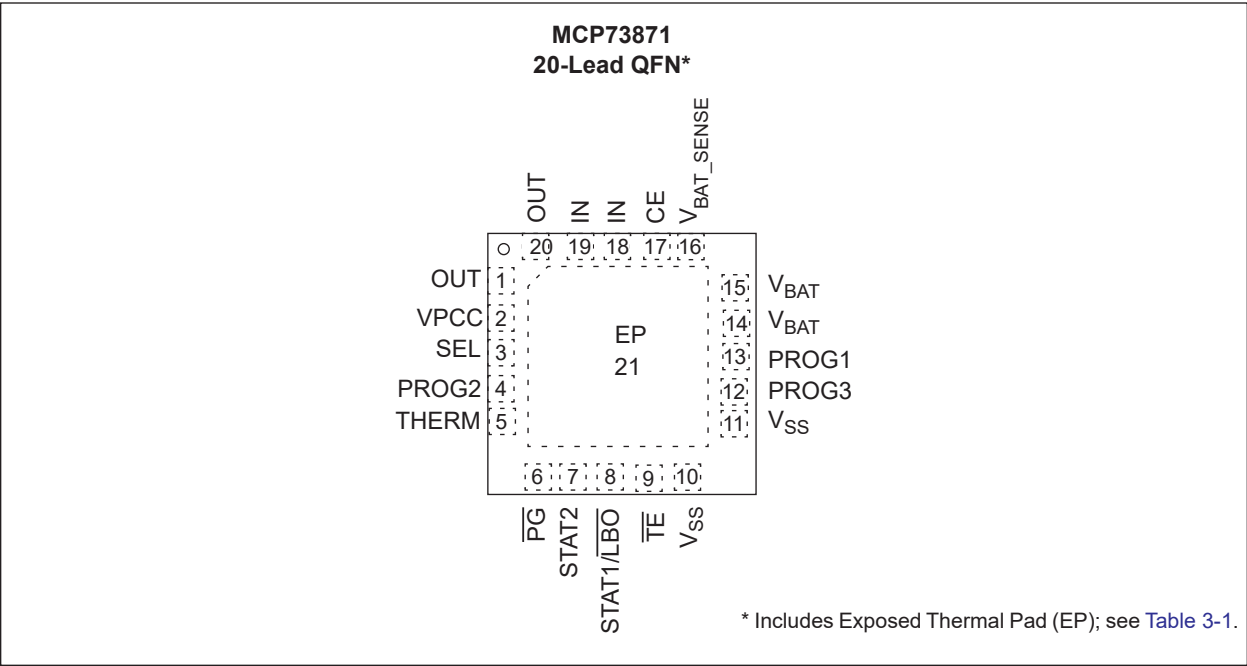 MCP73871
20-Lead QFN*
OUT
IN
IN
CE
VBAT_SENSE
20
19
18
17
16
OUT 1
VPCC 2
SEL 3
PROG2 4
THERM 5
EP
21
15 VBAT
14 VBAT
13 PROG1
12 PROG3
11 VSS
6
7
8
9
10
PG
STAT2
STAT1/LBO
TE
VSS
* Includes Exposed Thermal Pad (EP); see Table 3-1.